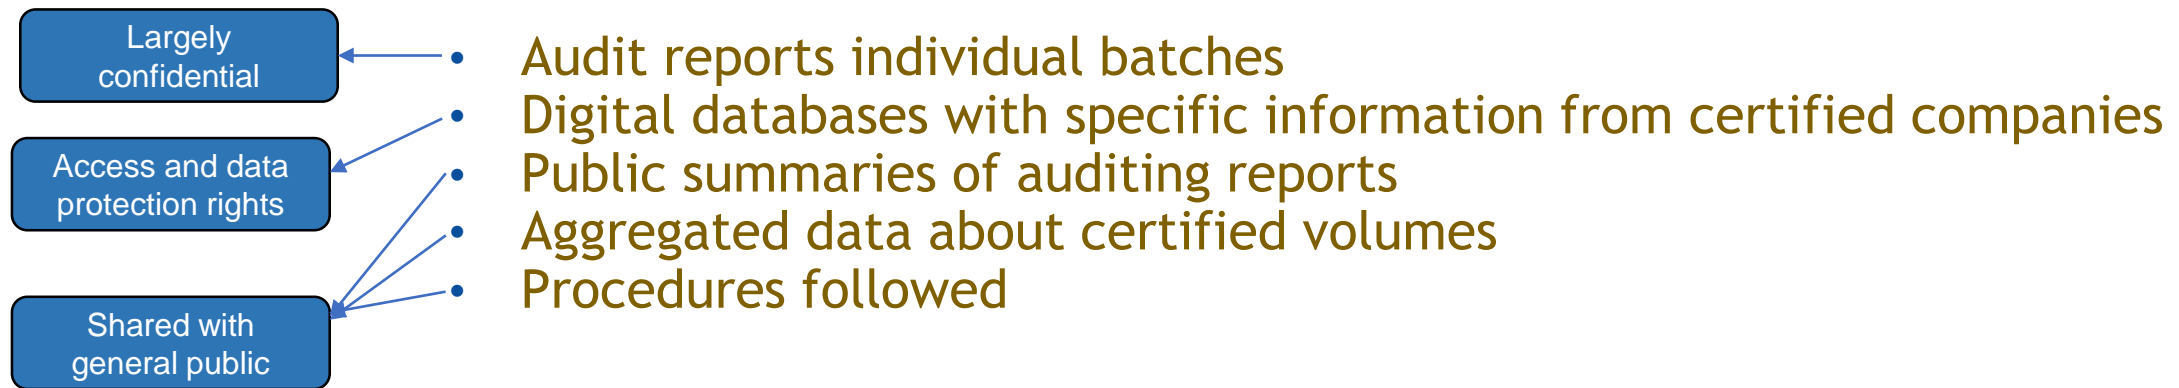 Largely
confidential
Access and data
protection rights
Shared with
general public
• Audit reports individual batches
• Digital databases with specific information from certified companies
• Public summaries of auditing reports
• Aggregated data about certified volumes
• Procedures followed